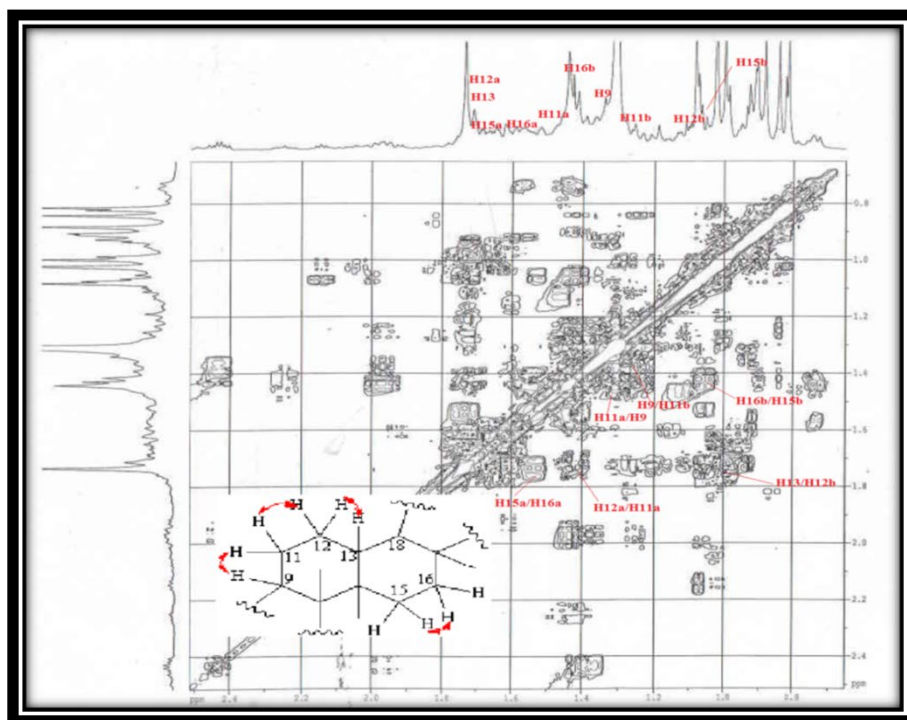 H15b
H12a
H16b
H13
H9
H15a
H16a
H11a
H11b
H12b
0.8
1.0
1.2
1.4
H16b/H15b
H9/H11b
H11a/H9
1.6
H13/H12b
1.8
H15a/H16a
H12a/H11a
H H H
H H
12 13 18
H 11
2.0
H 9 16 H
15
H H H
2.2
2.4
ppm
ppm 2.4 2.2 2.0 1.8 1.6 1.4 1.2 1.0